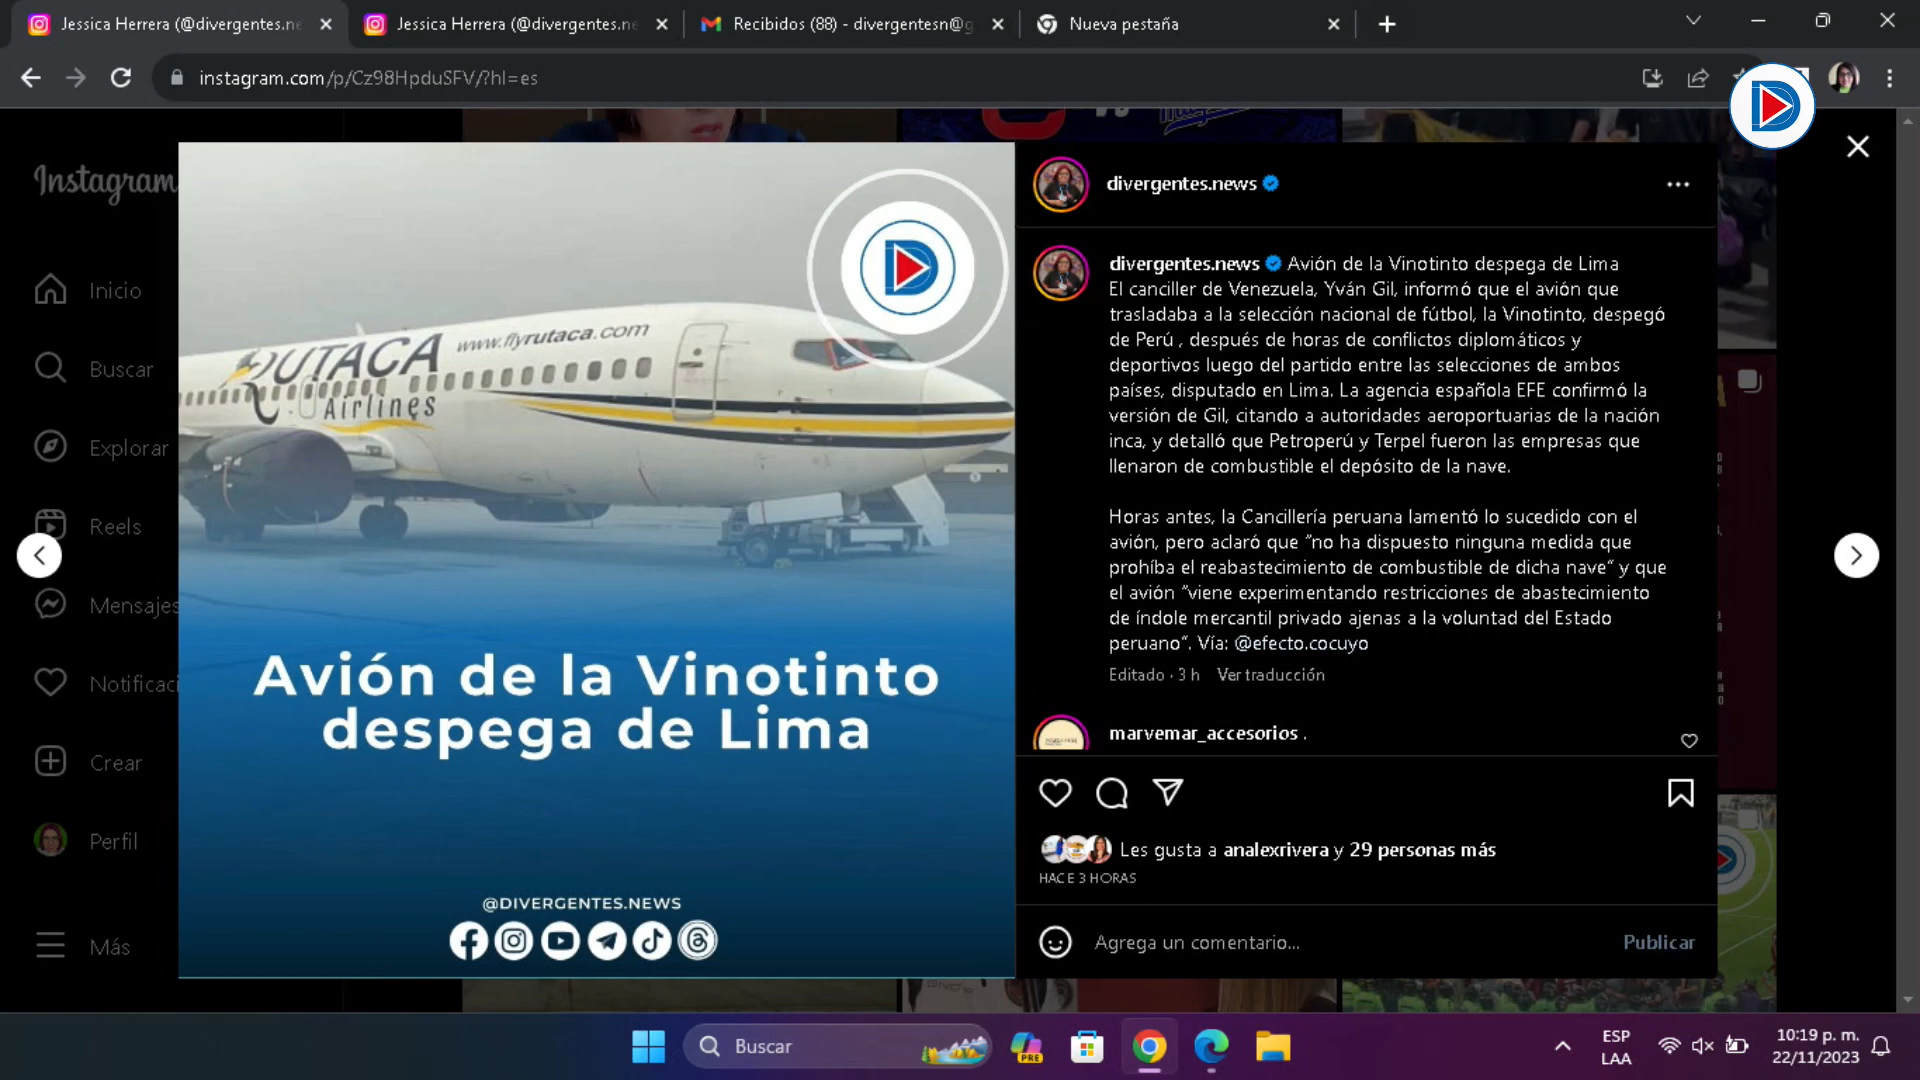 Jessica Herrera (@divergentes.ne
Jessica Herrera (@divergentes.ne
Recibidos (88) - divergentesn@g
Nueva pestaña
instagram.com/p/Cz98HpduSFV/?hl=es
Instagram
Inicio
Buscar
Explorar
Reels
Mensajes
Notificaci
Crear
Perfil
Más
RUTACA
Airlines
www.flyrutaca.com
Avión de la Vinotinto
despega de Lima
@DIVERGENTES.NEWS
divergentes.news
divergentes.news Avión de la Vinotinto despega de Lima
El canciller de Venezuela, Yván Gil, informó que el avión que
trasladaba a la selección nacional de fútbol, la Vinotinto, despegó
de Perú , después de horas de conflictos diplomáticos y
deportivos luego del partido entre las selecciones de ambos
países, disputado en Lima. La agencia española EFE confirmó la
versión de Gil, citando a autoridades aeroportuarias de la nación
inca, y detalló que Petroperú y Terpel fueron las empresas que
llenaron de combustible el depósito de la nave.
Horas antes, la Cancillería peruana lamentó lo sucedido con el
avión, pero aclaró que “no ha dispuesto ninguna medida que
prohíba el reabastecimiento de combustible de dicha nave” y que
el avión “viene experimentando restricciones de abastecimiento
de índole mercantil privado ajenas a la voluntad del Estado
peruano”. Vía: @efecto.cocuyo
Editado · 3 h Ver traducción
marvemar_accesorios .
Les gusta a analexrivera y 29 personas más
HACE 3 HORAS
Agrega un comentario...
Publicar
Buscar
PRE
ESP
LAA
10:19 p. m.
22/11/2023